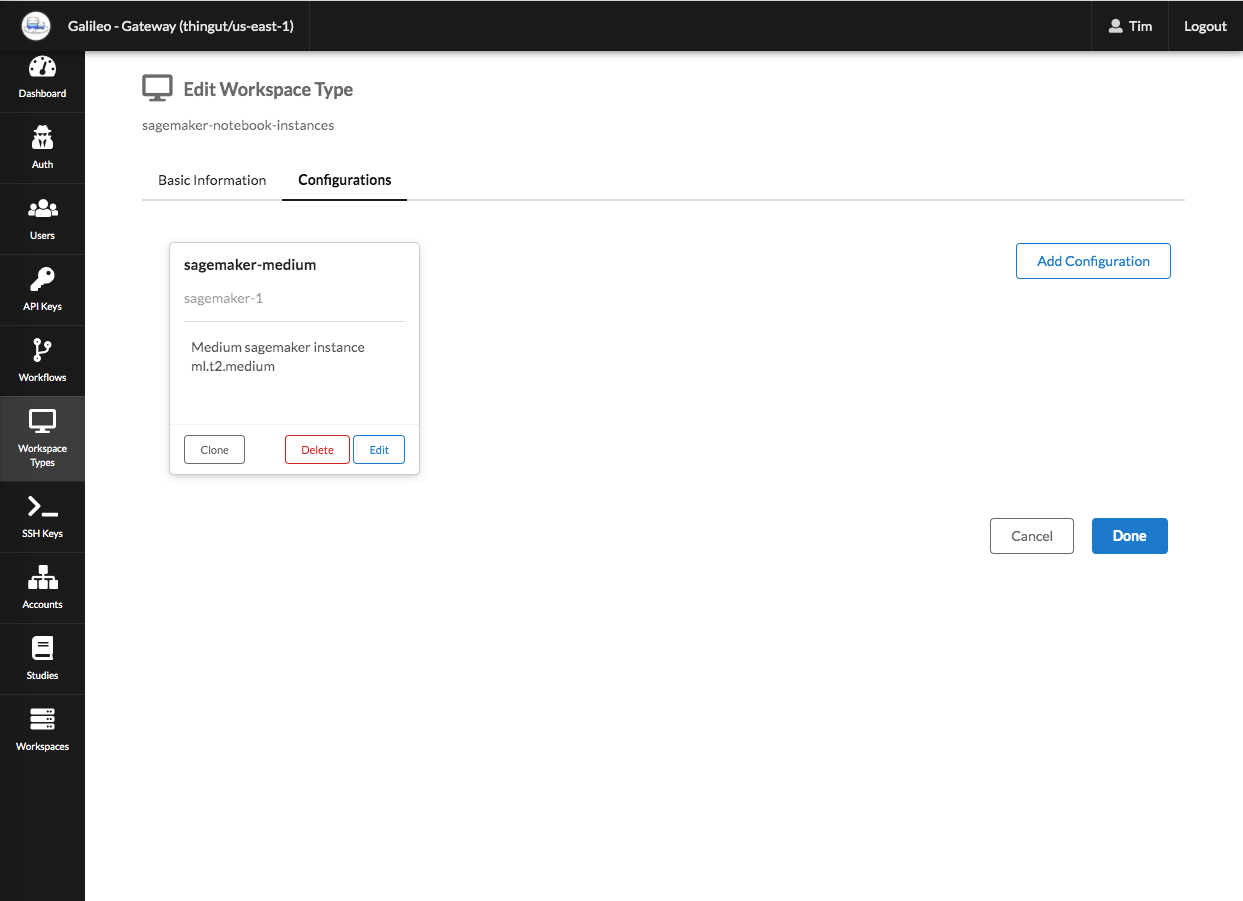 Galileo - Gateway (thingut/us-east-1)
Tim
Logout
Dashboard
Auth
Users
API Keys
Workflows
Workspace
Types
SSH Keys
Accounts
Studies
Workspaces
Edit Workspace Type
sagemaker-notebook-instances
Basic Information
Configurations
sagemaker-medium
sagemaker-1
Medium sagemaker instance
ml.t2.medium
Clone
Delete
Edit
Add Configuration
Cancel
Done